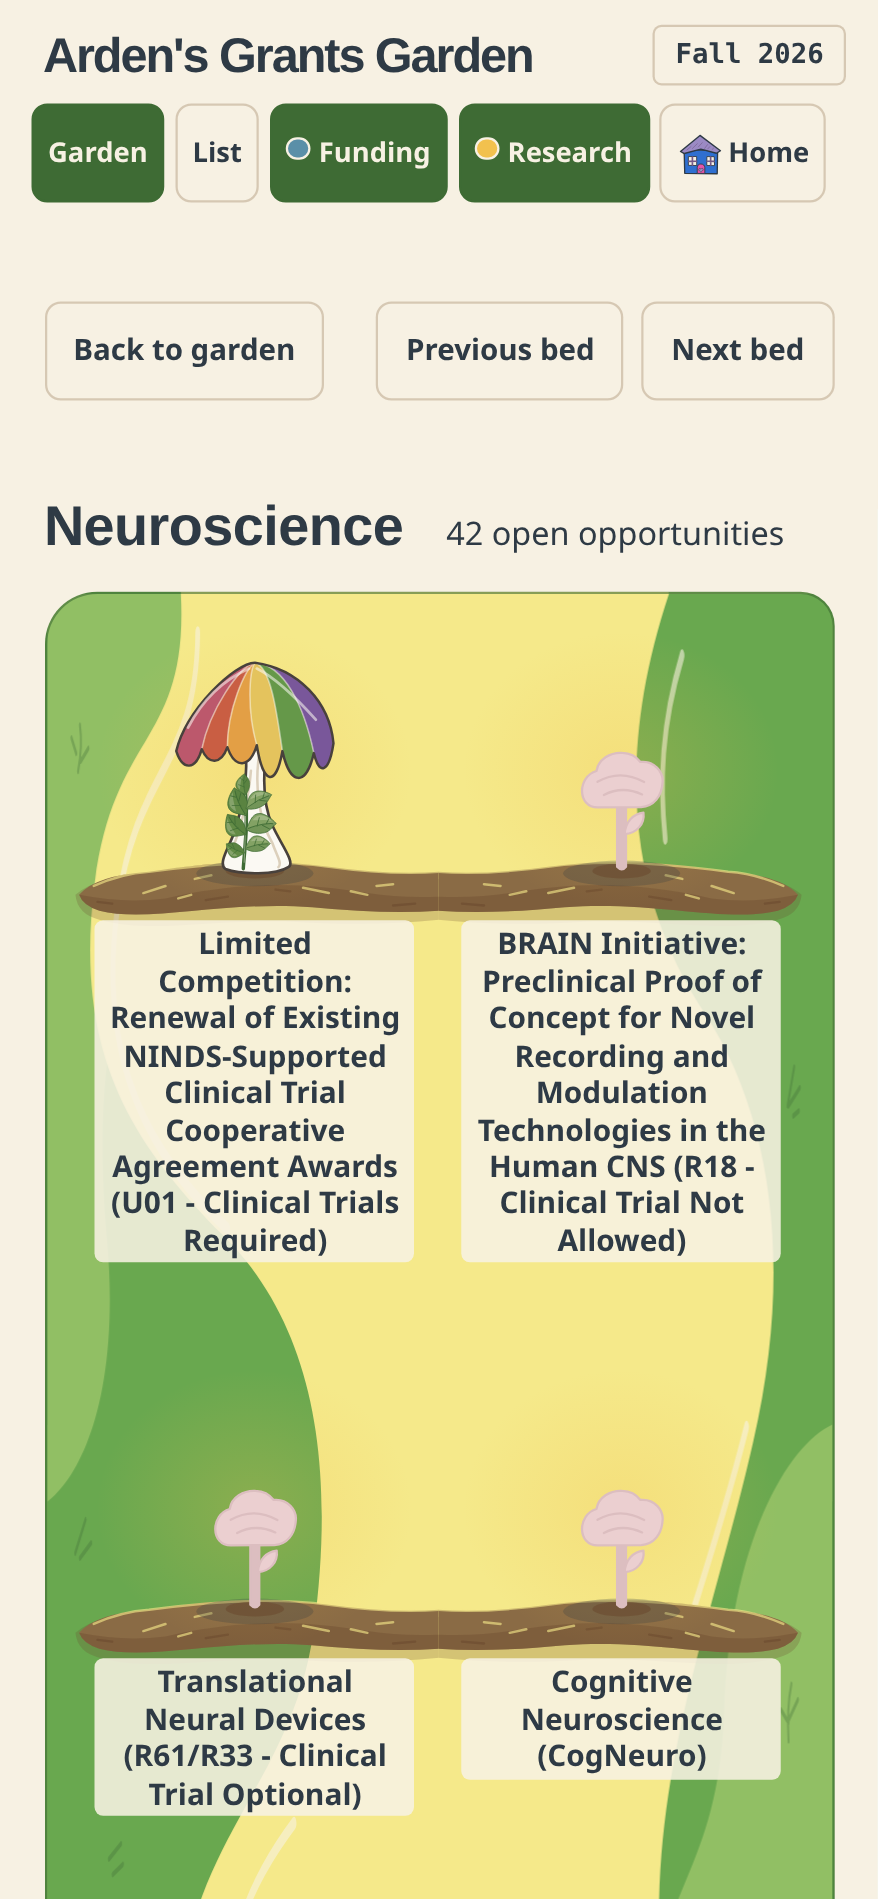 Arden's Grants Garden
Fall 2026
Garden
List
Funding
Research
Home
Back to garden
Previous bed
Next bed
Neuroscience
42 open opportunities
Limited
Competition:
Renewal of Existing
NINDS-Supported
Clinical Trial
Cooperative
Agreement Awards
(U01 - Clinical Trials
Required)
BRAIN Initiative:
Preclinical Proof of
Concept for Novel
Recording and
Modulation
Technologies in the
Human CNS (R18 -
Clinical Trial Not
Allowed)
Translational
Neural Devices
(R61/R33 - Clinical
Trial Optional)
Cognitive
Neuroscience
(CogNeuro)